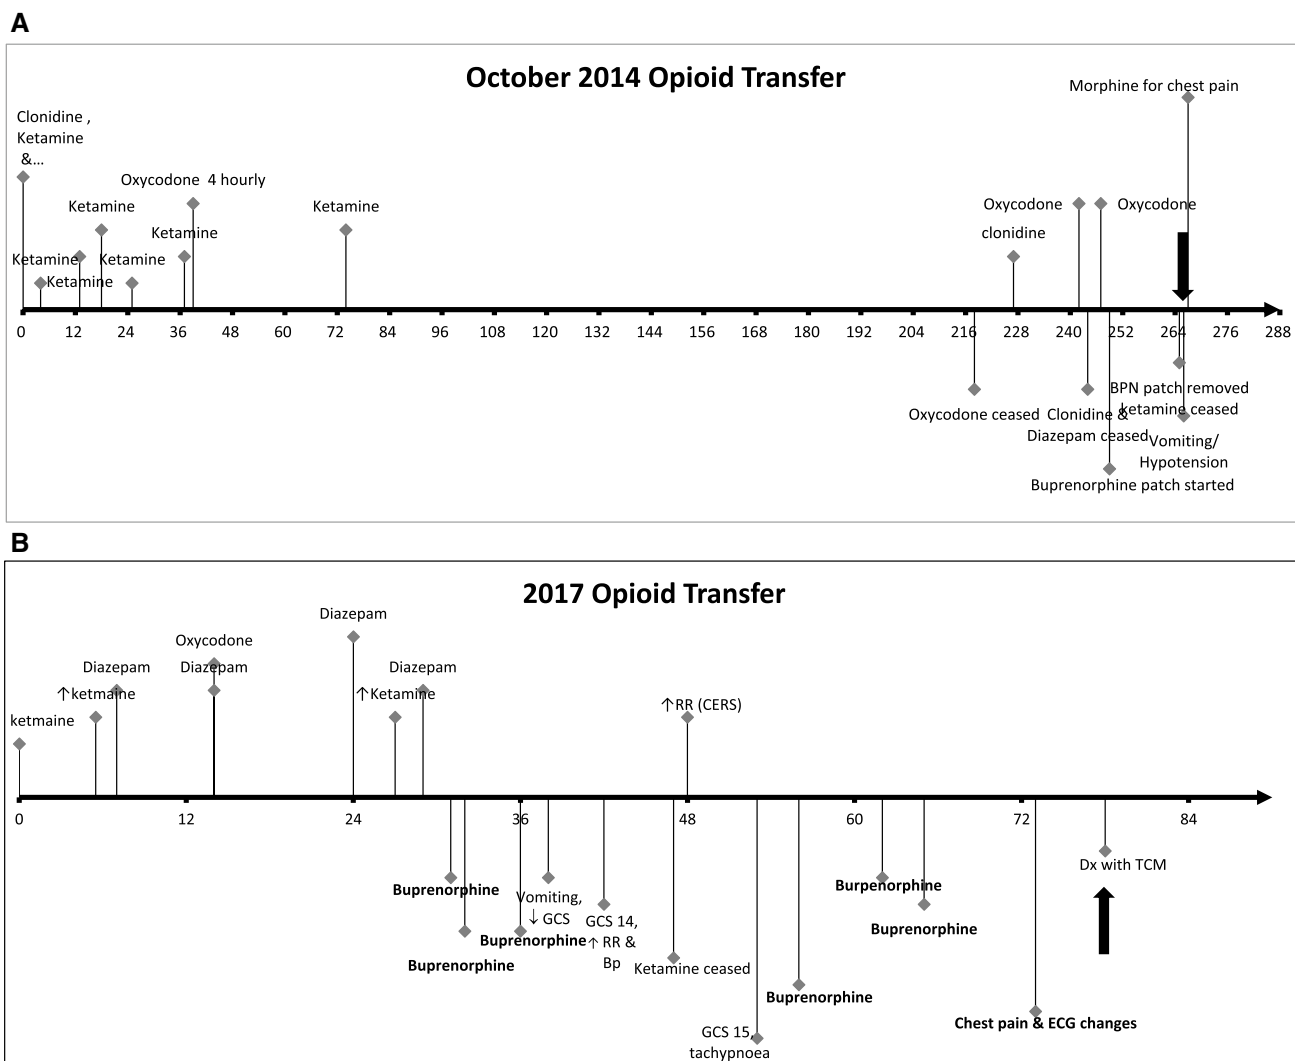 A
October 2014 Opioid Transfer
Morphine for chest pain
Clonidine ,
Ketamine
&...
Oxycodone 4 hourly
Ketamine
Ketamine
Oxycodone
Oxycodone
Ketamine
clonidine
Ketamine
Ketamine
Ketamine
0 12 24 36 48 60 72 84 96 108 120 132 144 156 168 180 192 204 216 228 240 252 264 276 288
BPN patch removed
ketamine ceased
Oxycodone ceased
Clonidine &
Diazepam ceased
Vomiting/
Hypotension
Buprenorphine patch started
B
2017 Opioid Transfer
Diazepam
Oxycodone
Diazepam
Diazepam
Diazepam
↑ketmaine
↑Ketamine
↑RR (CERS)
ketmaine
0 12 24 36 48 60 72 84
Dx with TCM
Buprenorphine
Vomiting,
↓ GCS
Burpenorphine
GCS 14,
↑ RR &
Bp
Buprenorphine
Buprenorphine
Buprenorphine
Ketamine ceased
Buprenorphine
Chest pain & ECG changes
GCS 15,
tachypnoea